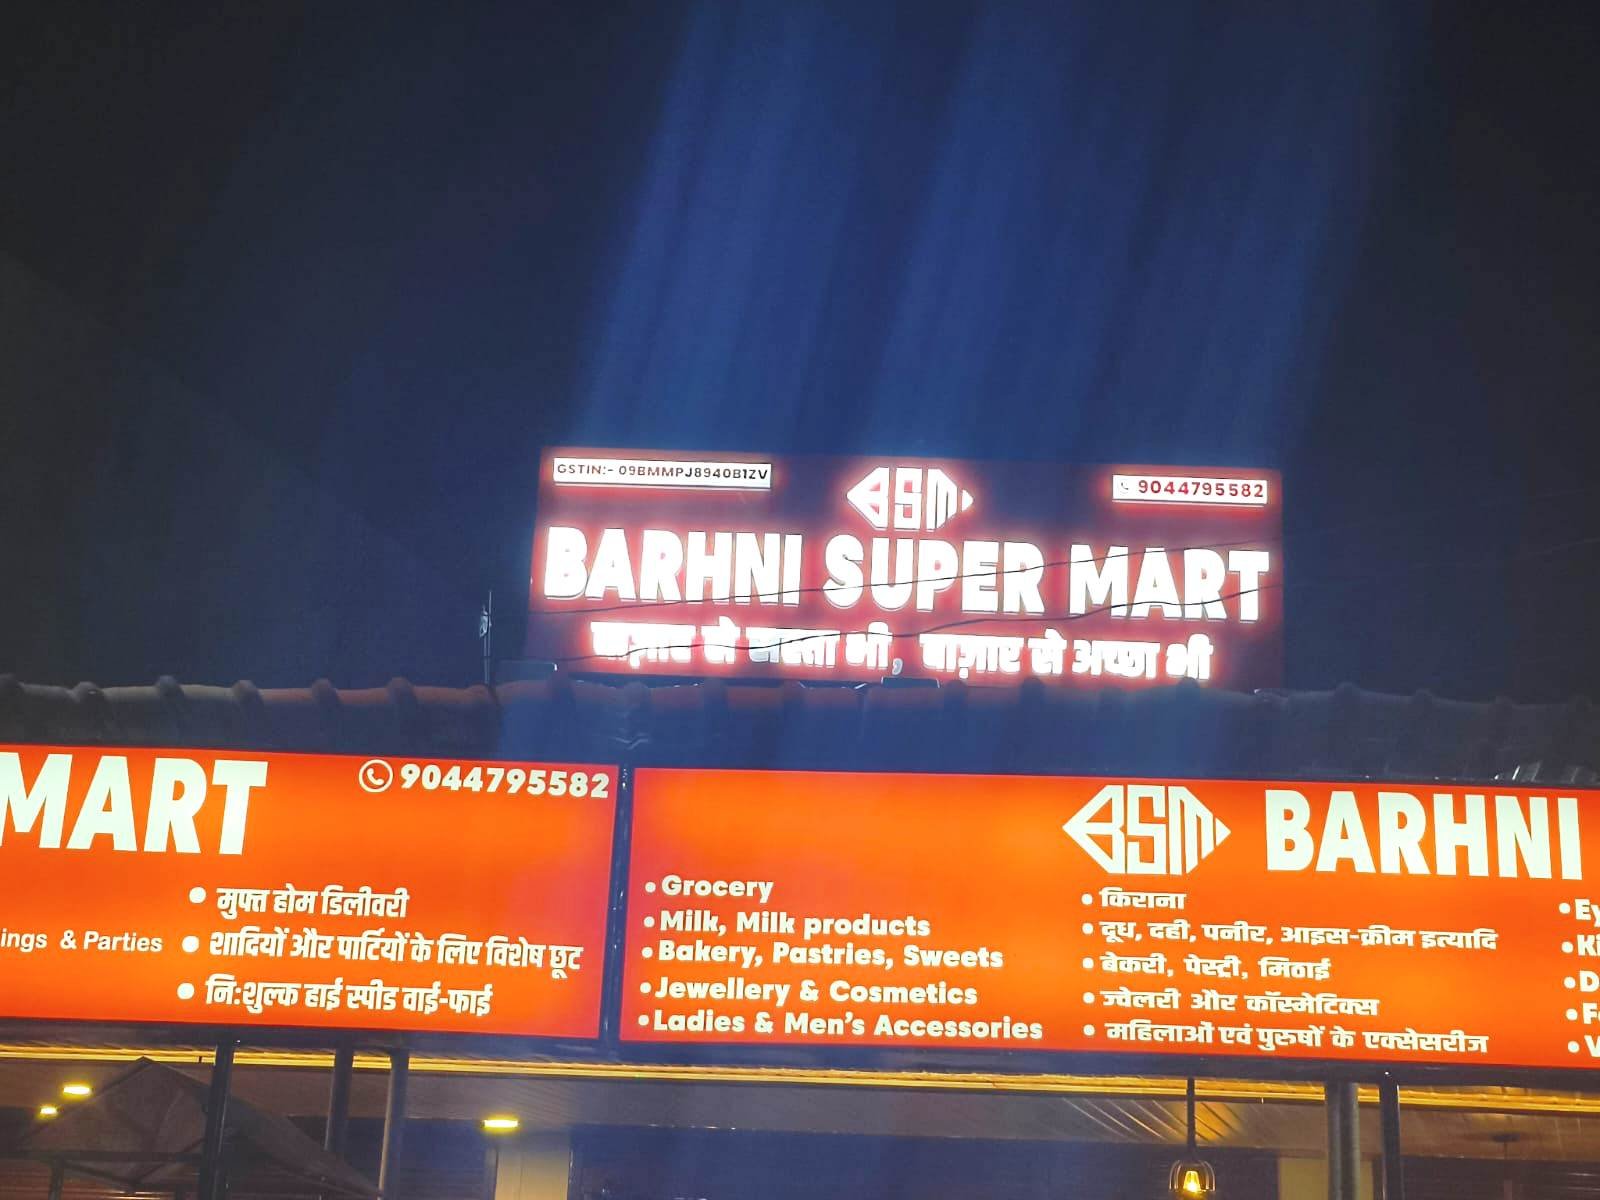 GSTIN:- 09BMMPJ8940B1ZV
BSM
9044795582
BARHNI SUPER MART
बाज़ार से सस्ता भी, बाज़ार से अच्छा भी
MART
9044795582
• मुफ्त होम डिलीवरी
ings & Parties
• शादियों और पार्टियों के लिए विशेष छूट
• नि:शुल्क हाई स्पीड वाई-फाई
BSM BARHNI
• Grocery
• Milk, Milk products
• Bakery, Pastries, Sweets
• Jewellery & Cosmetics
• Ladies & Men's Accessories
• किराना
• दूध, दही, पनीर, आइस-क्रीम इत्यादि
• बेकरी, पेस्ट्री, मिठाई
• ज्वेलरी और कॉस्मेटिक्स
• महिलाओं एवं पुरुषों के एक्सेसरीज